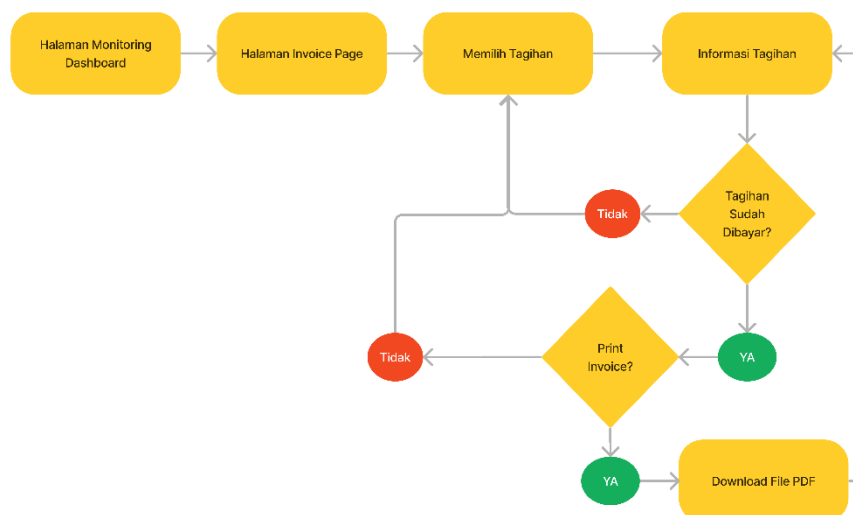 Halaman Monitoring
Dashboard
Halaman Invoice Page
Memilih Tagihan
Informasi Tagihan
Tagihan
Sudah
Dibayar?
Tidak
Print
Invoice?
Tidak
YA
YA
Download File PDF